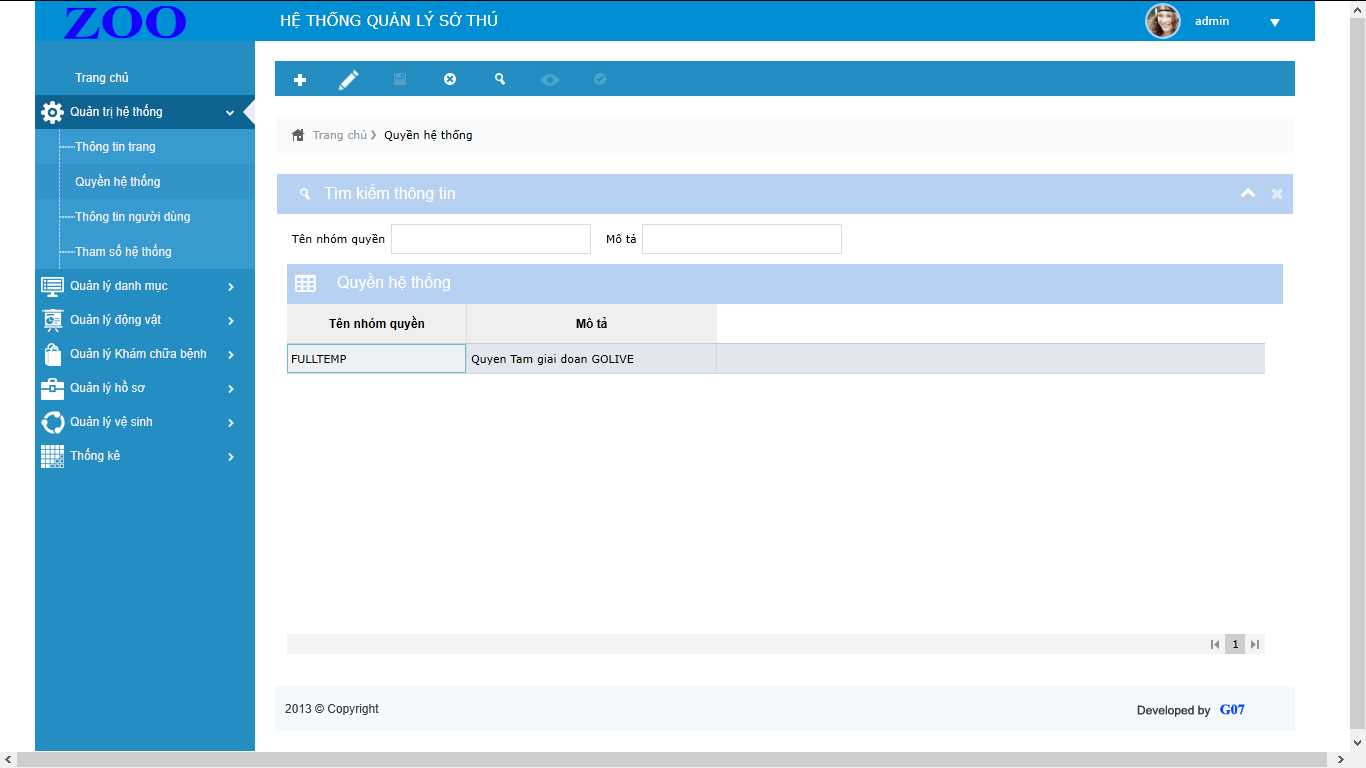 ZOO
HỆ THỐNG QUẢN LÝ SỞ THÚ
admin
Trang chủ
Quản trị hệ thống
Thông tin trang
Quyền hệ thống
Thông tin người dùng
Tham số hệ thống
Quản lý danh mục
Quản lý động vật
Quản lý Khám chữa bệnh
Quản lý hồ sơ
Quản lý vệ sinh
Thống kê
Trang chủ Quyền hệ thống
Tìm kiếm thông tin
Tên nhóm quyền Mô tả
Quyền hệ thống
Tên nhóm quyền Mô tả
FULLTEMP Quyen Tam giai doan GOLIVE
1
2013 © Copyright
Developed by G07